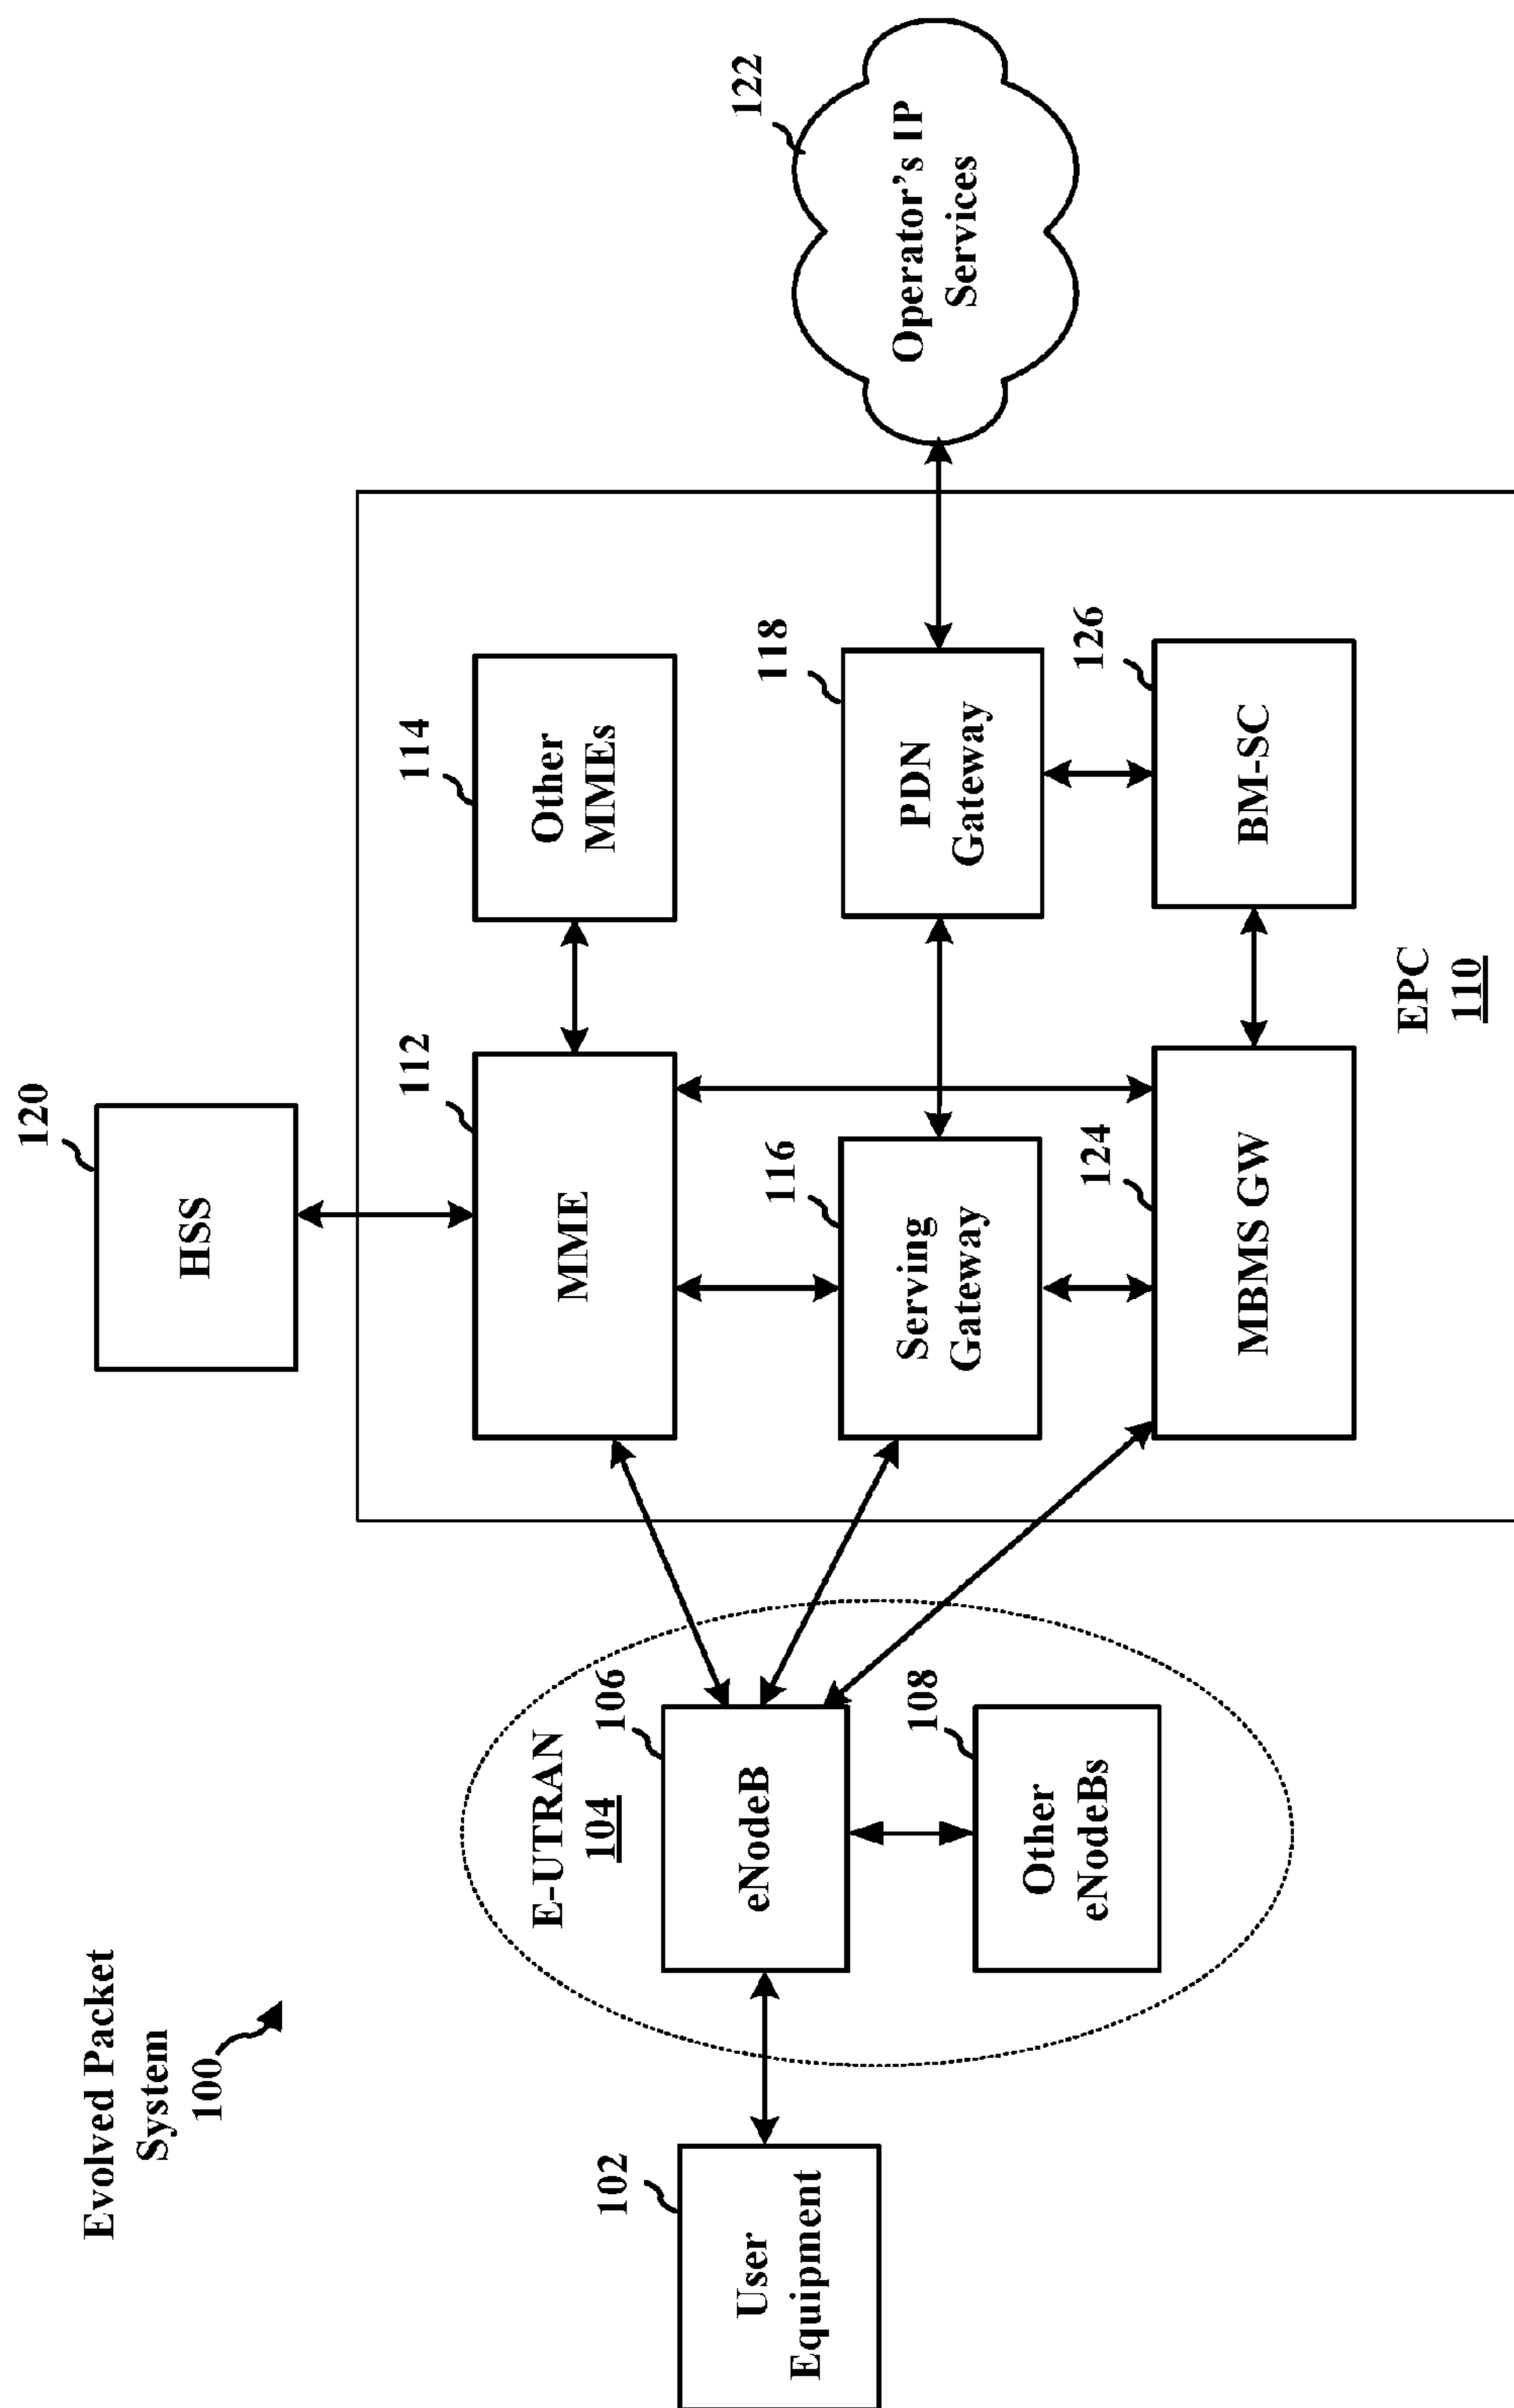 Evolved Packet
System
100
120
HSS
112
MME
114
Other
MMEs
E-UTRAN
104
102
User
Equipment
106
eNodeB
108
Other
eNodeBs
116
Serving
Gateway
118
PDN
Gateway
122
Operator's IP
Services
124
MBMS GW
126
BM-SC
EPC
110